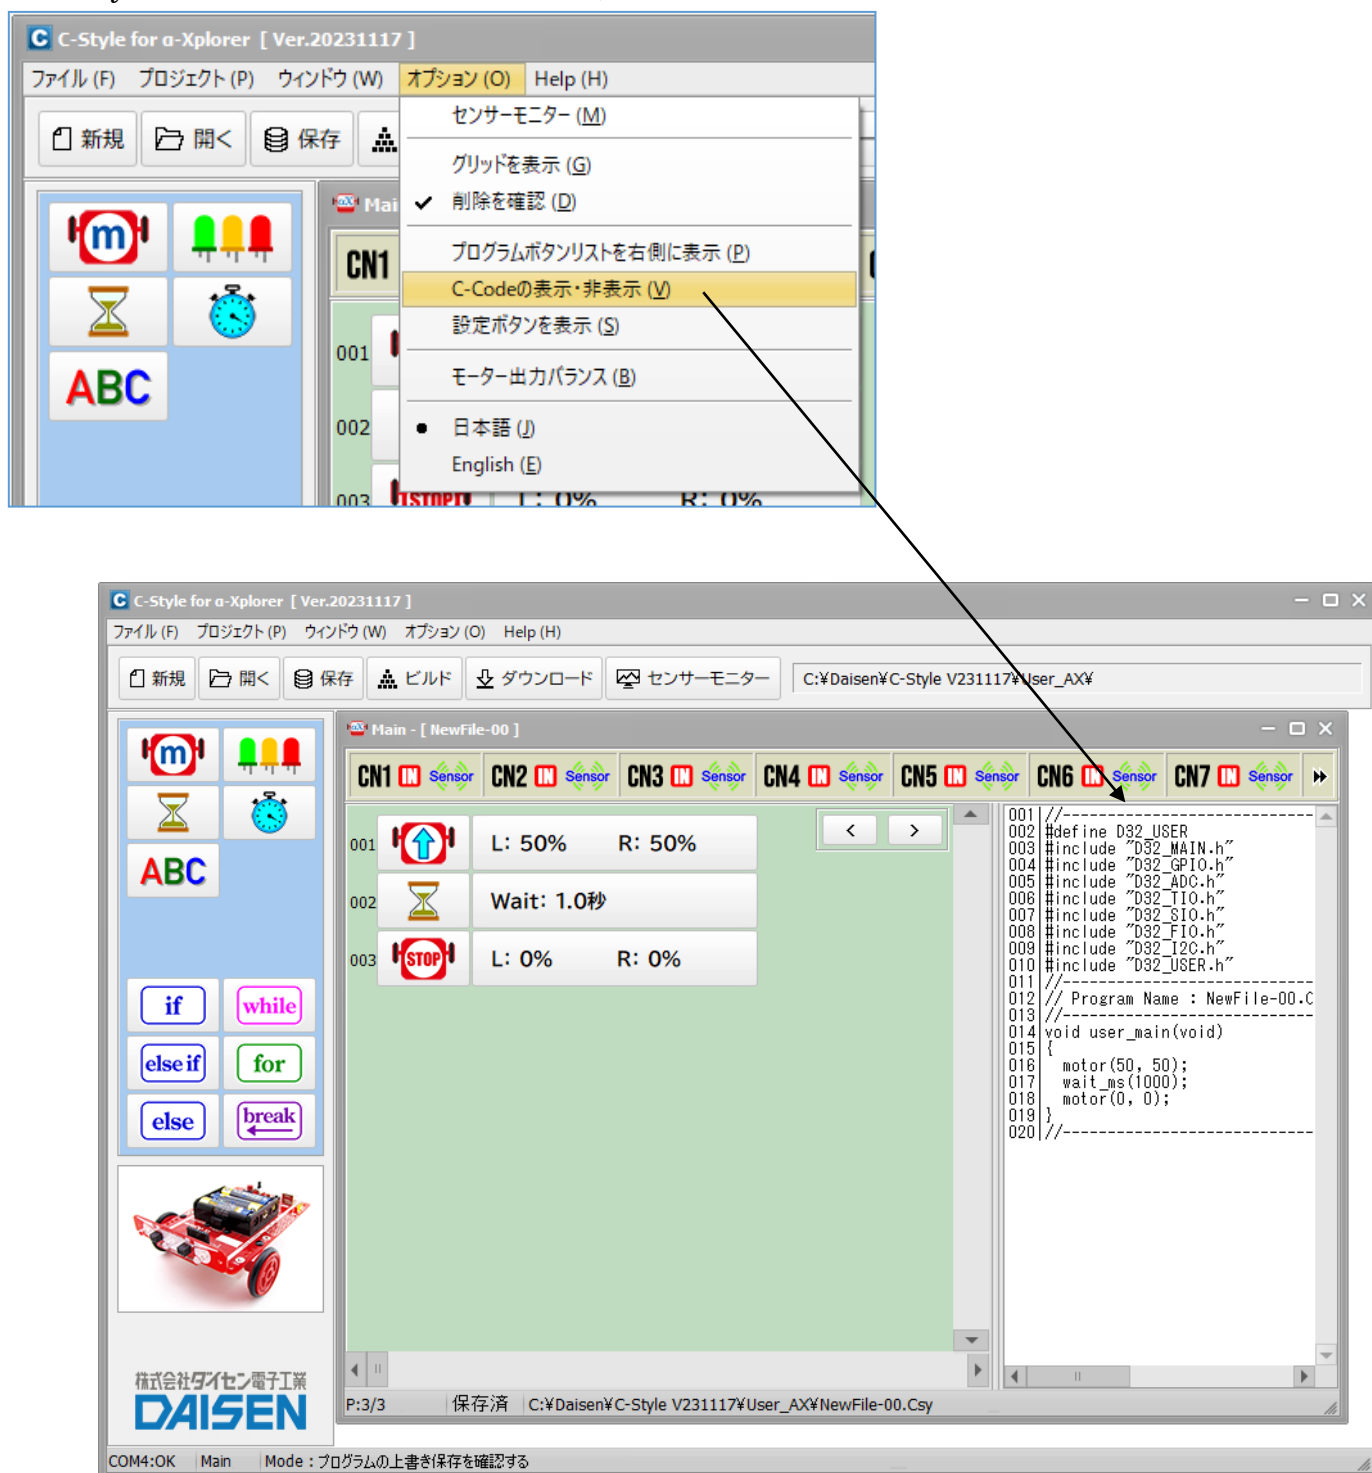 C-Style for α-Xplorer [ Ver.20231117 ]
ファイル (F) プロジェクト (P) ウィンドウ (W) オプション (O) Help (H)
新規 開く 保存
センサーモニター (M)
グリッドを表示 (G)
削除を確認 (D)
プログラムボタンリストを右側に表示 (P)
C-Codeの表示・非表示 (V)
設定ボタンを表示 (S)
モーター出力バランス (B)
日本語 (J)
English (E)
m
ABC
Mai
CN1
001
002
003 STOP L: 0% R: 0%
C-Style for α-Xplorer [ Ver.20231117 ]
ファイル (F) プロジェクト (P) ウィンドウ (W) オプション (O) Help (H)
新規 開く 保存 ビルド ダウンロード センサーモニター C:¥Daisen¥C-Style V231117¥User_AX¥
m
ABC
if while
else if for
else break
株式会社ダイセン電子工業
DAISEN
Main - [ NewFile-00 ]
CN1 IN Sensor CN2 IN Sensor CN3 IN Sensor CN4 IN Sensor CN5 IN Sensor CN6 IN Sensor CN7 IN Sensor
001 L: 50% R: 50%
002 Wait: 1.0秒
003 STOP L: 0% R: 0%
< >
001 //----------------------------
002 #define D32_USER
003 #include "D32_MAIN.h"
004 #include "D32_GPIO.h"
005 #include "D32_ADC.h"
006 #include "D32_TIO.h"
007 #include "D32_SIO.h"
008 #include "D32_FIO.h"
009 #include "D32_I2C.h"
010 #include "D32_USER.h"
011 //----------------------------
012 // Program Name : NewFile-00.C
013 //----------------------------
014 void user_main(void)
015 {
016 motor(50, 50);
017 wait_ms(1000);
018 motor(0, 0);
019 }
020 //----------------------------
P:3/3 保存済 C:¥Daisen¥C-Style V231117¥User_AX¥NewFile-00.Csy
COM4:OK Main Mode : プログラムの上書き保存を確認する